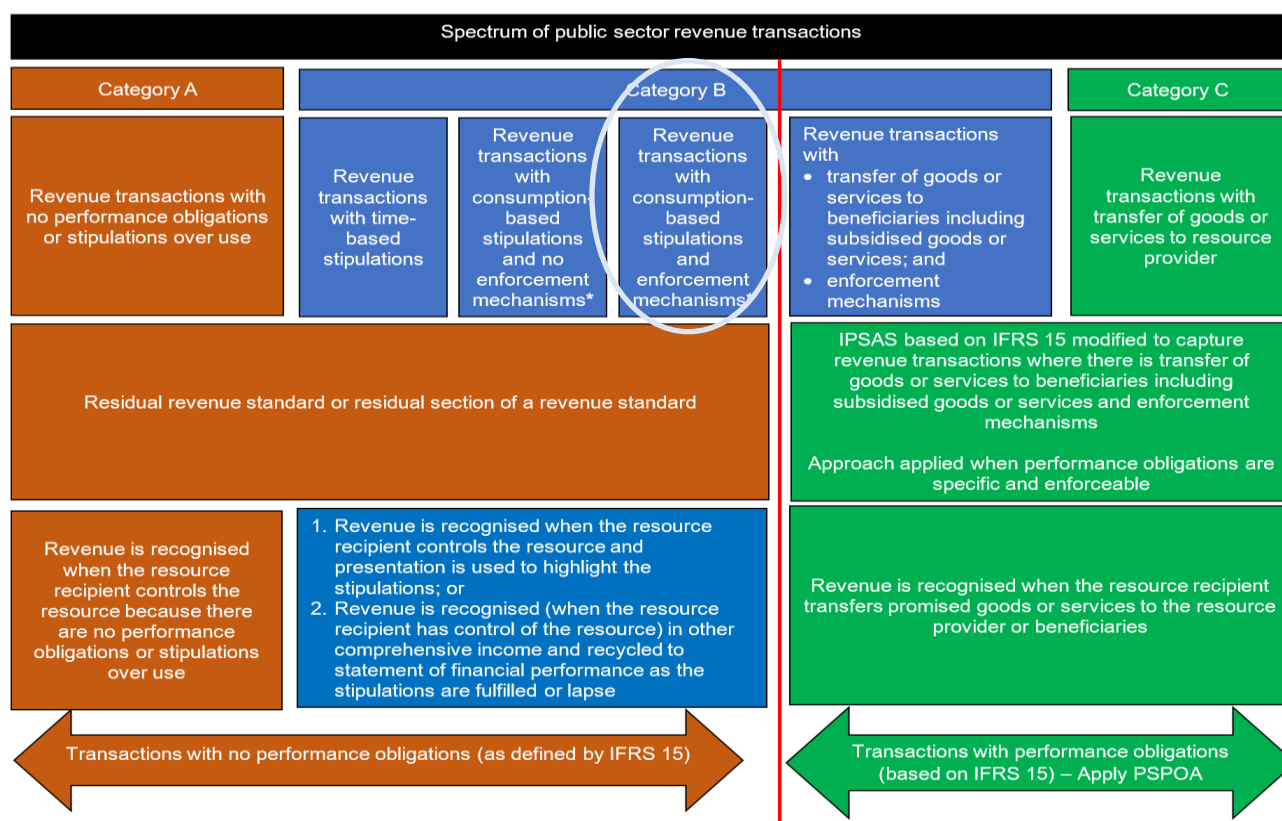 Spectrum of public sector revenue transactions
Category A
Category B
Category C
Revenue transactions with
no performance obligations
or stipulations over use
Revenue
transactions
with time-
based
stipulations
Revenue
transactions
with
consumption-
based
stipulations
and no
enforcement
mechanisms*
Revenue
transactions
with
consumption-
based
stipulations
and
enforcement
mechanisms*
Revenue transactions
with
• transfer of goods or
services to
beneficiaries including
subsidised goods or
services; and
• enforcement
mechanisms
Revenue
transactions with
transfer of goods or
services to resource
provider
Residual revenue standard or residual section of a revenue standard
IPSAS based on IFRS 15 modified to capture
revenue transactions where there is transfer of
goods or services to beneficiaries including
subsidised goods or services and enforcement
mechanisms
Approach applied when performance obligations are
specific and enforceable
Revenue is recognised
when the resource
recipient controls the
resource because there
are no performance
obligations or stipulations
over use
1. Revenue is recognised when the resource
recipient controls the resource and
presentation is used to highlight the
stipulations; or
2. Revenue is recognised (when the resource
recipient has control of the resource) in other
comprehensive income and recycled to
statement of financial performance as the
stipulations are fulfilled or lapse
Revenue is recognised when the resource recipient
transfers promised goods or services to the resource
provider or beneficiaries
Transactions with no performance obligations (as defined by IFRS 15)
Transactions with performance obligations
(based on IFRS 15) – Apply PSPOA